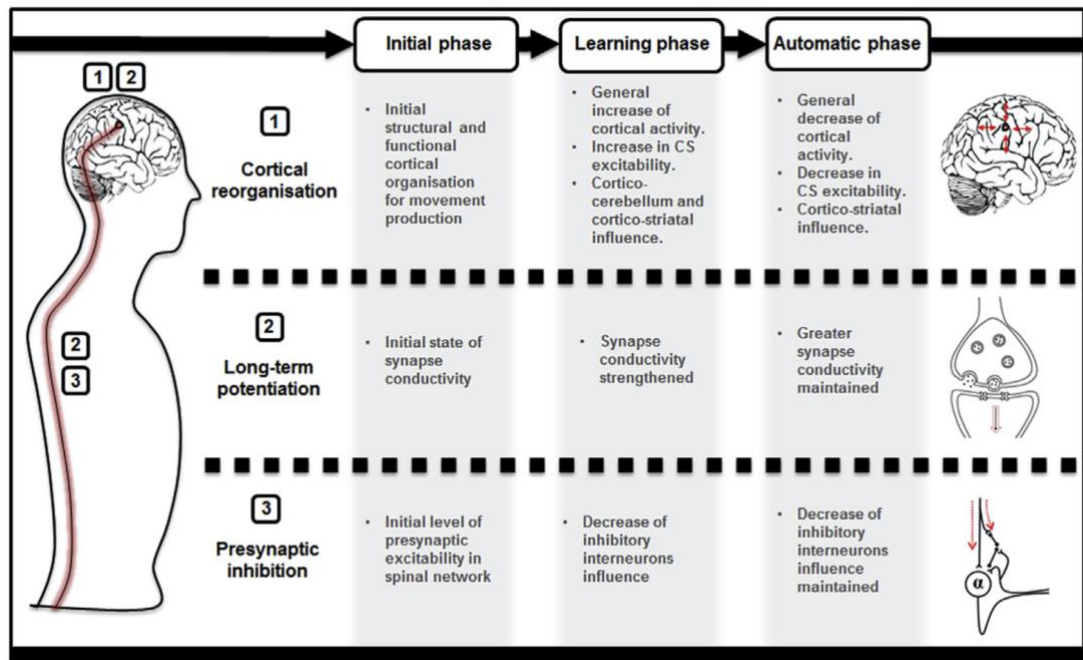 Initial phase
Learning phase
Automatic phase
1 2
1
Cortical
reorganisation
• Initial
structural and
functional
cortical
organisation
for movement
production
• General
increase of
cortical activity.
• Increase in CS
excitability.
• Cortico-
cerebellum and
cortico-striatal
influence.
• General
decrease of
cortical
activity.
• Decrease in
CS excitability.
• Cortico-striatal
influence.
2
3
2
Long-term
potentiation
• Initial state of
synapse
conductivity
• Synapse
conductivity
strengthened
• Greater
synapse
conductivity
maintained
3
Presynaptic
inhibition
• Initial level of
presynaptic
excitability in
spinal network
• Decrease of
inhibitory
interneurons
influence
• Decrease of
inhibitory
interneurons
influence
maintained
α